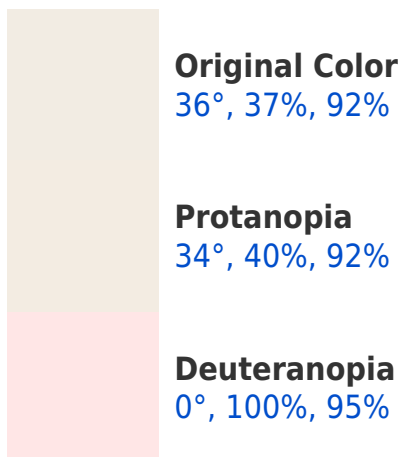 Original Color
36°, 37%, 92%
Protanopia
34°, 40%, 92%
Deuteranopia
0°, 100%, 95%